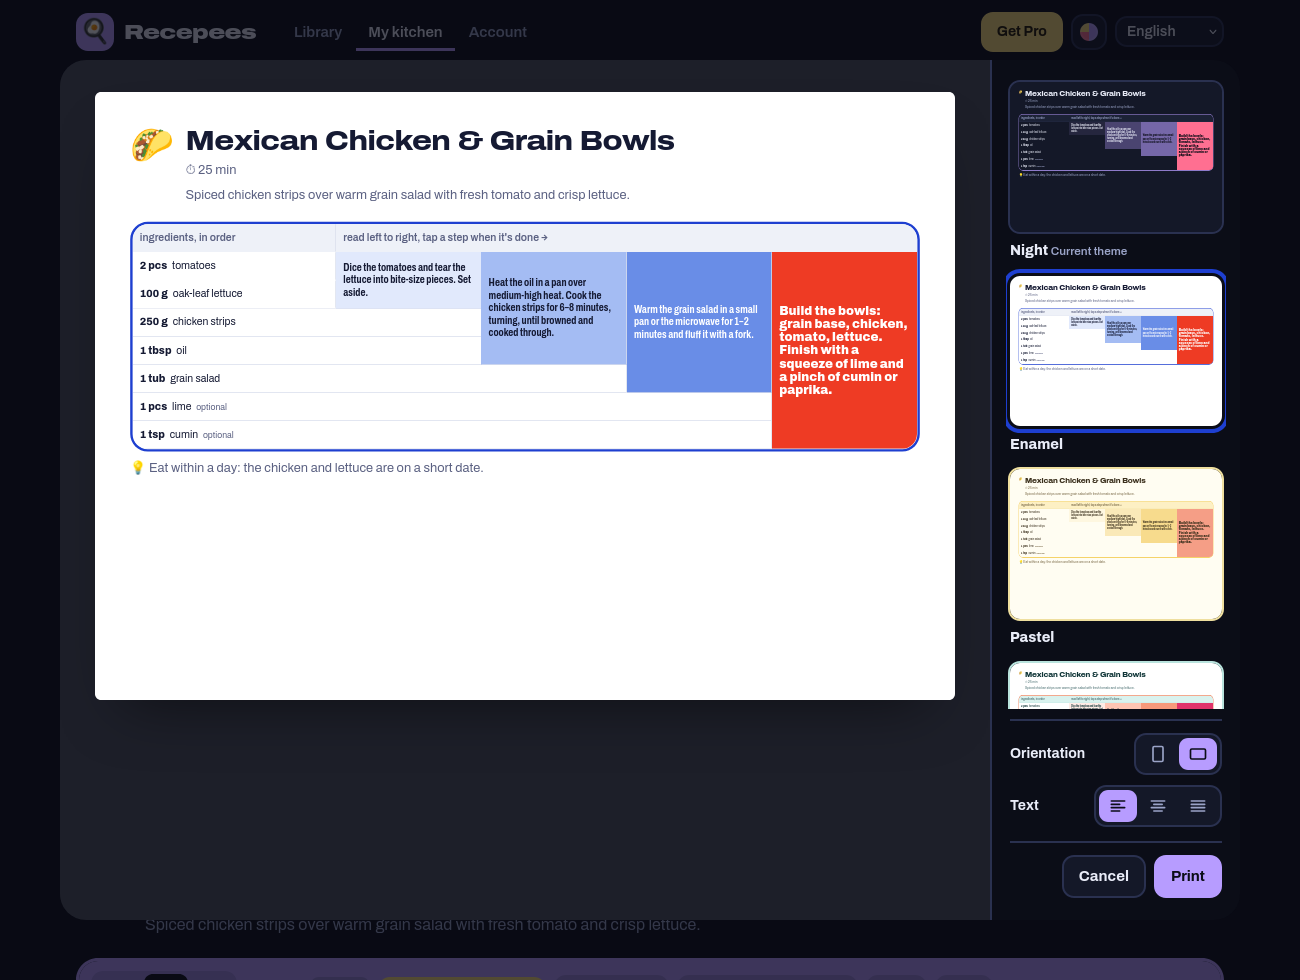 Recepees
Library
My kitchen
Account
Get Pro
English
Mexican Chicken & Grain Bowls
25 min
Spiced chicken strips over warm grain salad with fresh tomato and crisp lettuce.
ingredients, in order
read left to right, tap a step when it's done →
2 pcs tomatoes
100 g oak-leaf lettuce
250 g chicken strips
1 tbsp oil
1 tub grain salad
1 pcs lime optional
1 tsp cumin optional
Dice the tomatoes and tear the
lettuce into bite-size pieces. Set
aside.
Heat the oil in a pan over
medium-high heat. Cook the
chicken strips for 6–8 minutes,
turning, until browned and
cooked through.
Warm the grain salad in a small
pan or the microwave for 1–2
minutes and fluff it with a fork.
Build the bowls:
grain base, chicken,
tomato, lettuce.
Finish with a
squeeze of lime and
a pinch of cumin or
paprika.
Eat within a day: the chicken and lettuce are on a short date.
Mexican Chicken & Grain Bowls
Night Current theme
Mexican Chicken & Grain Bowls
Enamel
Mexican Chicken & Grain Bowls
Pastel
Mexican Chicken & Grain Bowls
Orientation
Text
Cancel
Print
Spiced chicken strips over warm grain salad with fresh tomato and crisp lettuce.